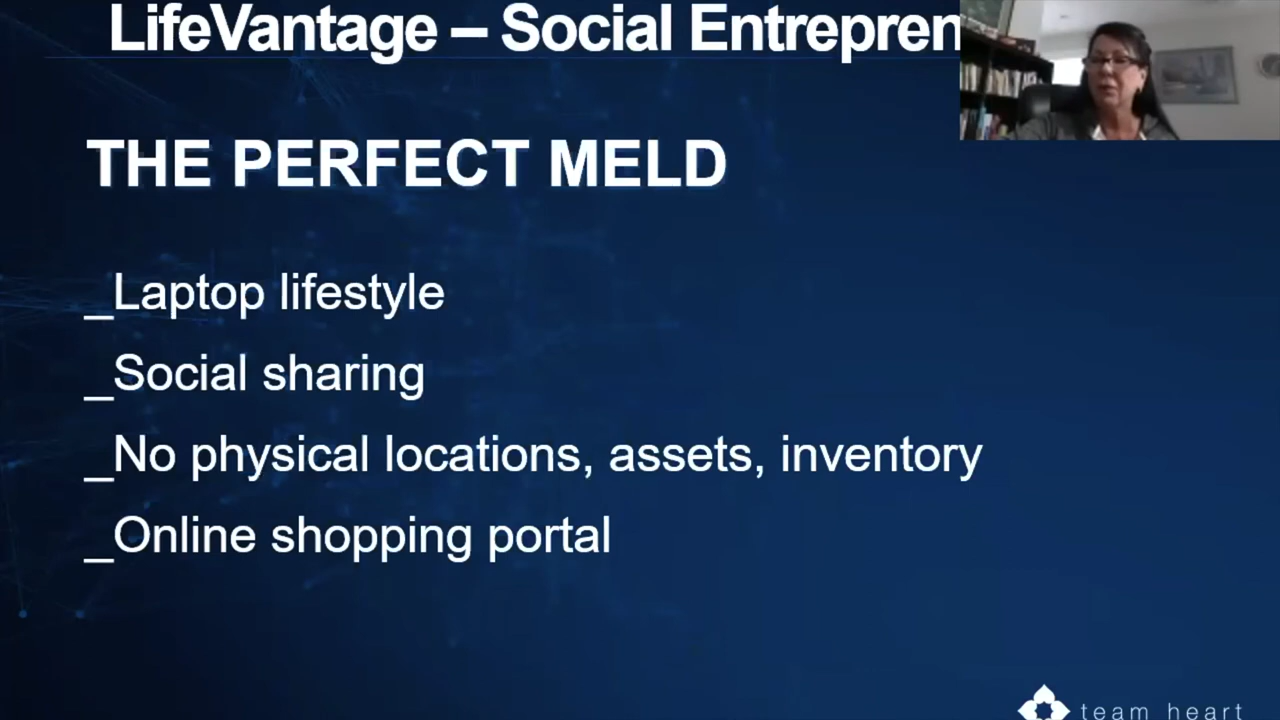 LifeVantage – Social Entrepren
THE PERFECT MELD
_Laptop lifestyle
_Social sharing
_No physical locations, assets, inventory
_Online shopping portal
team heart